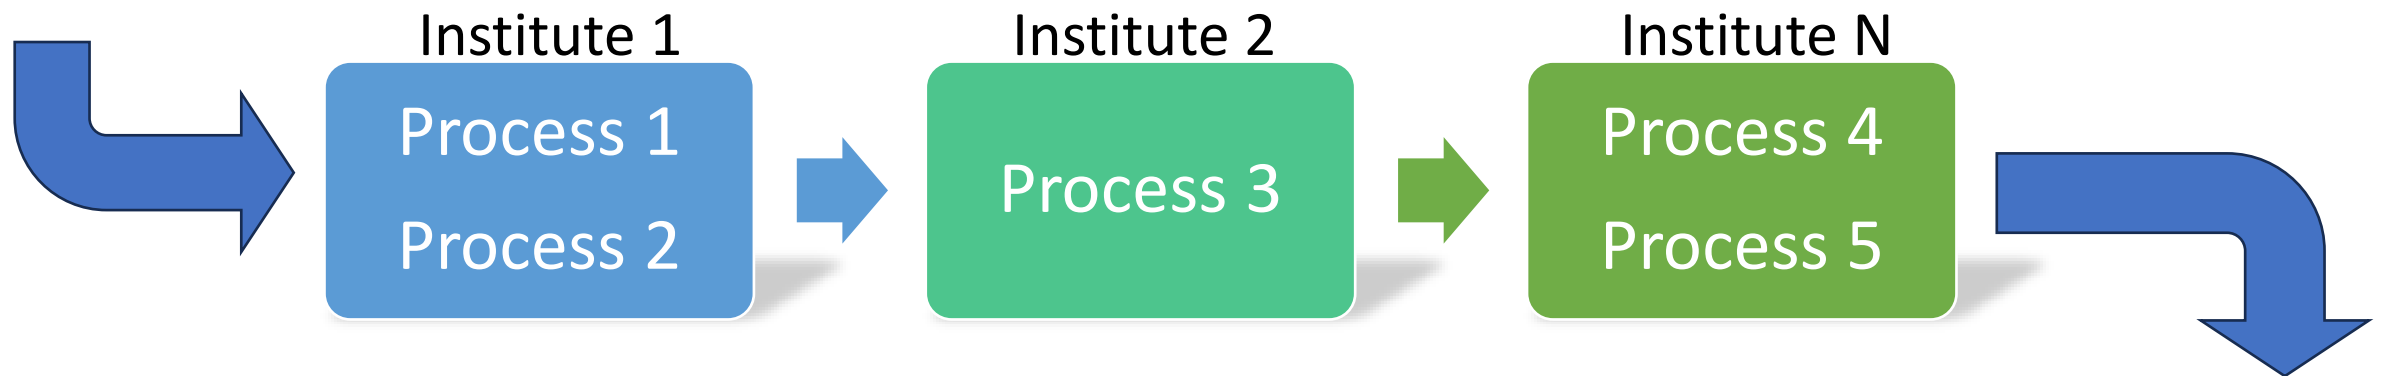 Institute 1
Process 1
Process 2
Institute 2
Process 3
Institute N
Process 4
Process 5